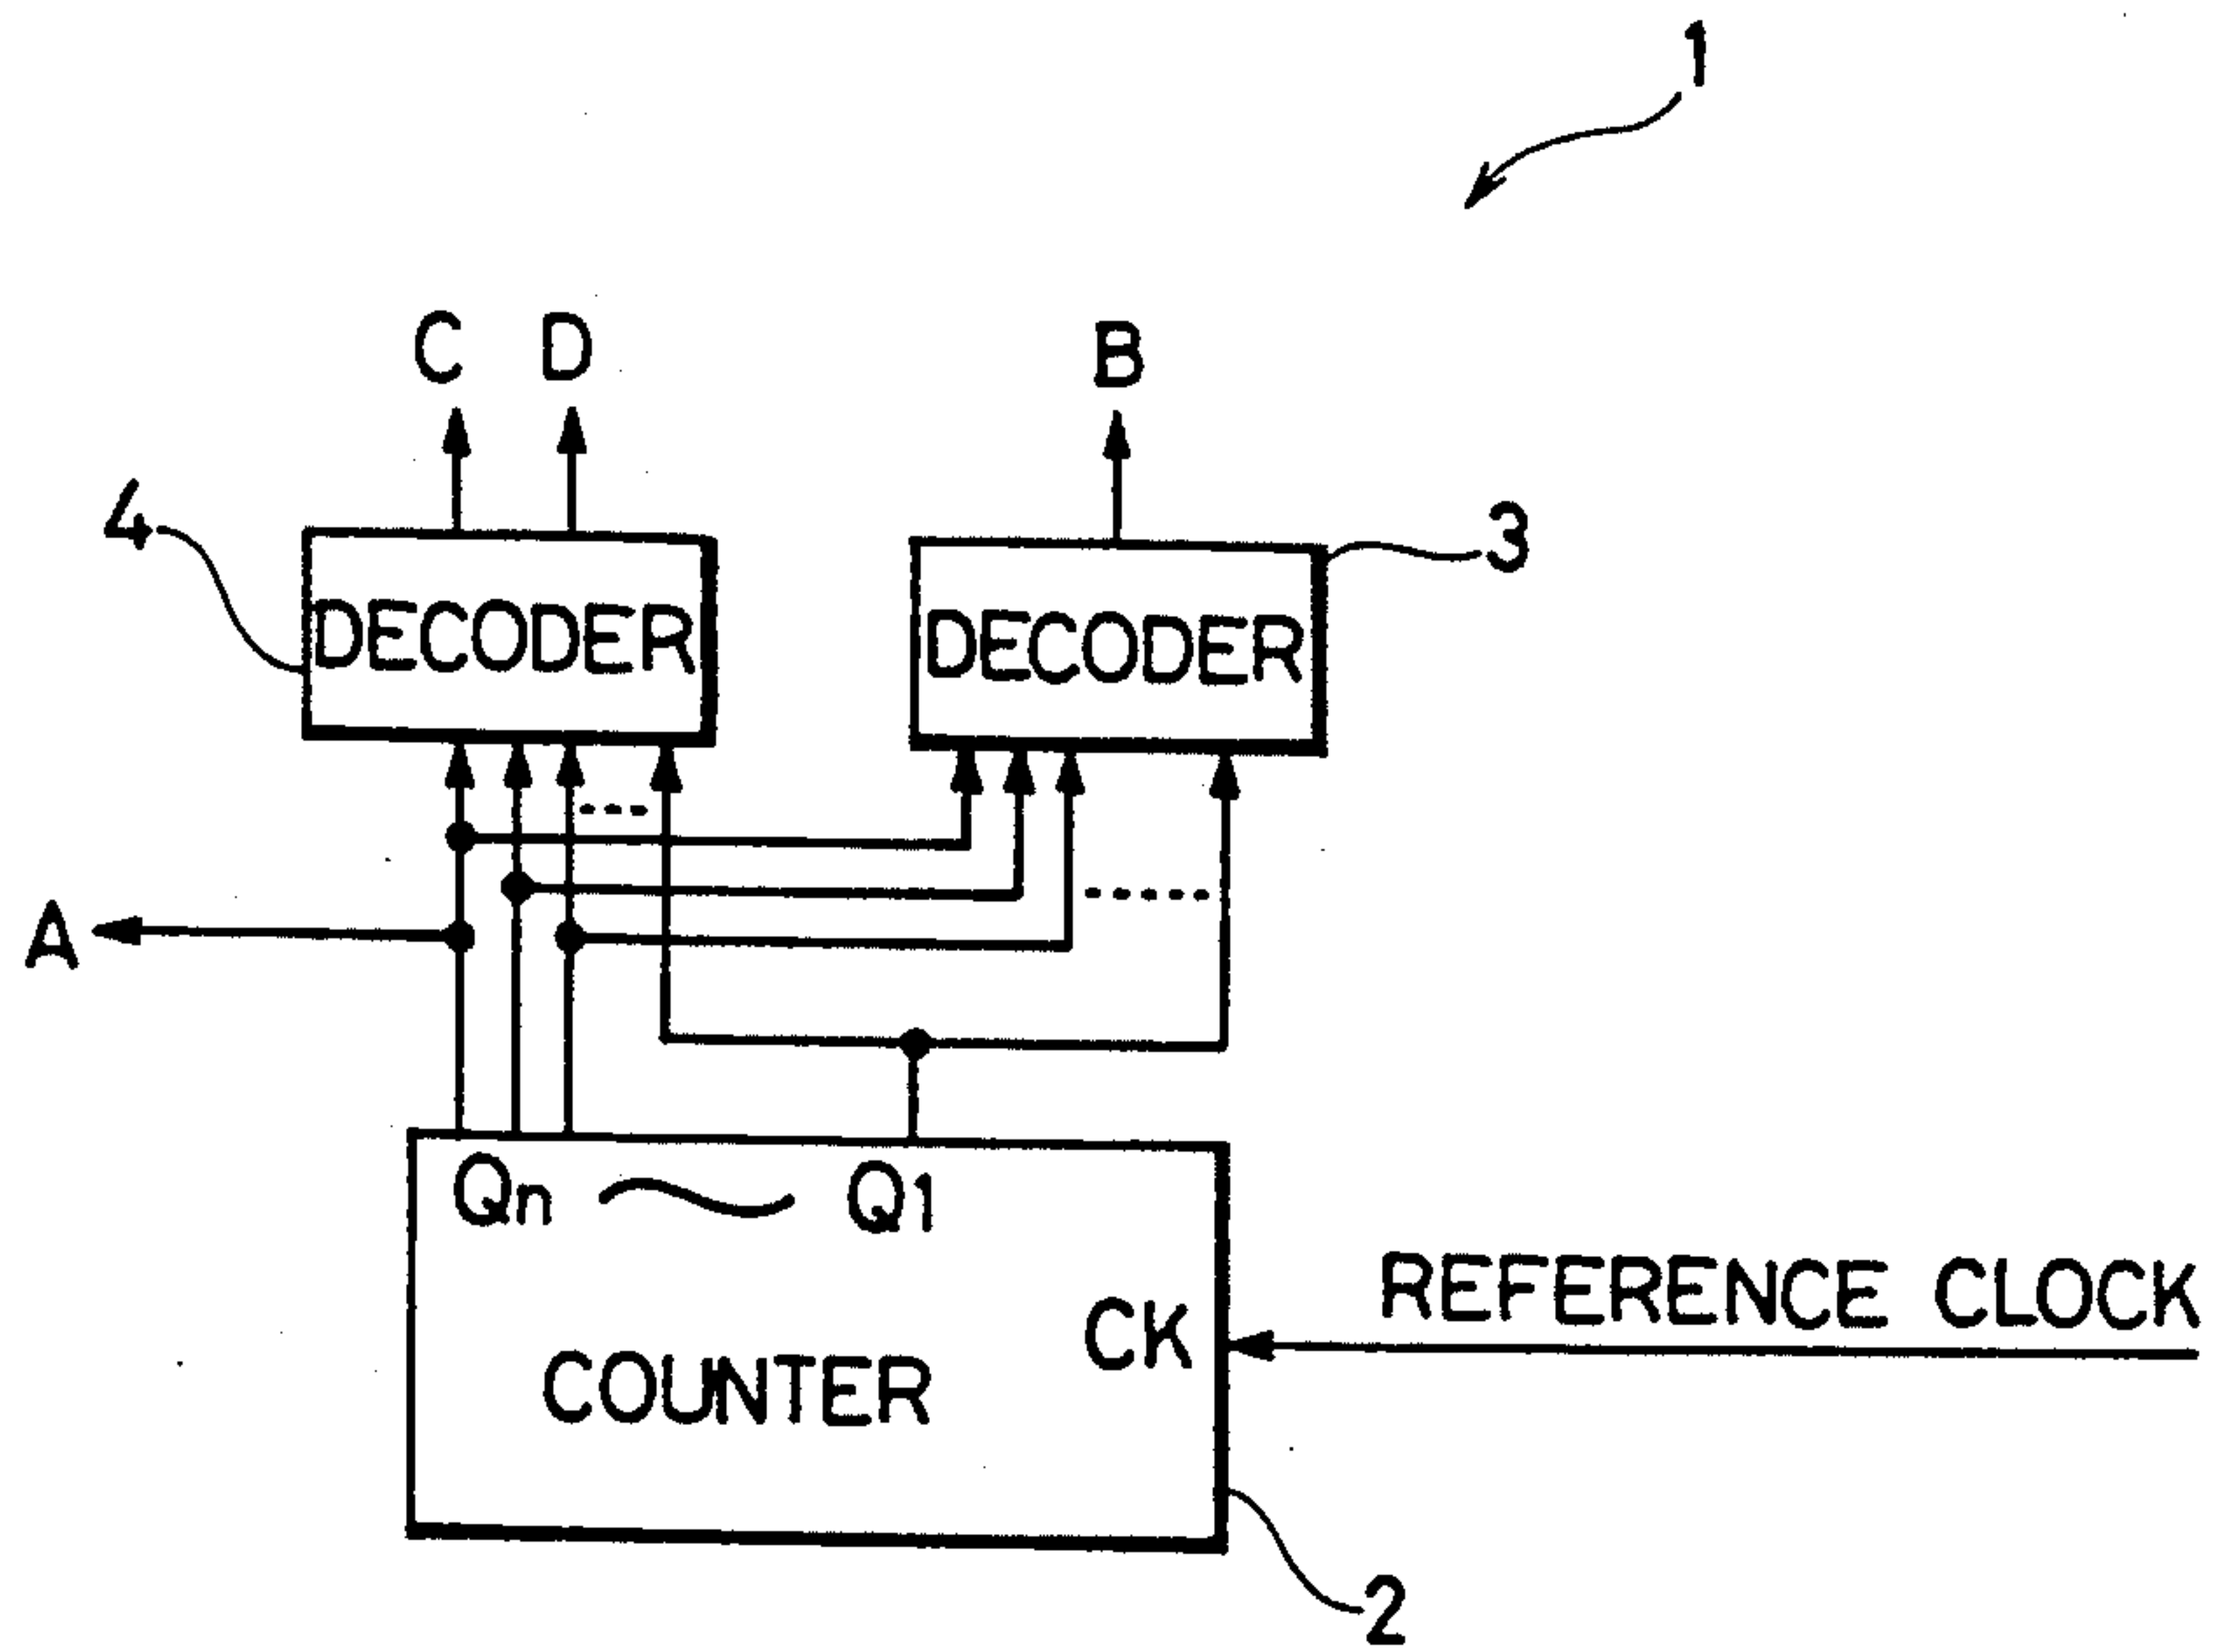 1
C D B
4 3
DECODER DECODER
A
Qn Q1
CK REFERENCE CLOCK
COUNTER
2